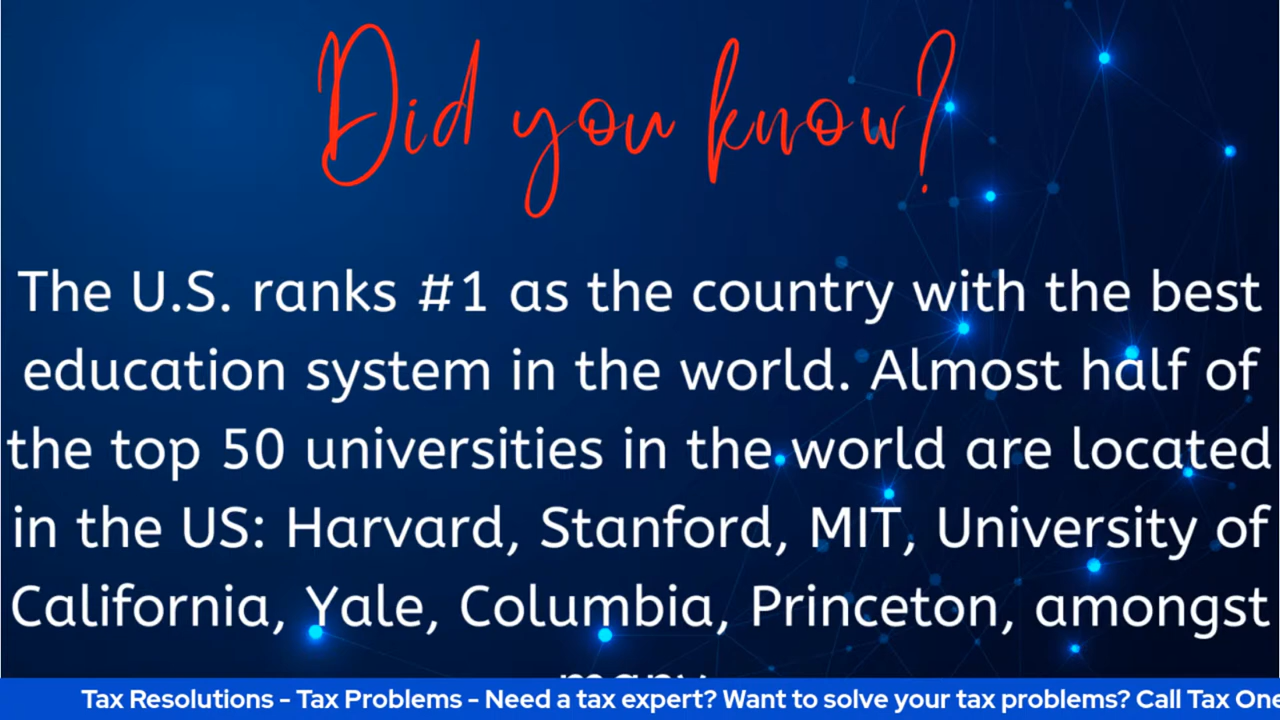 Did you know?
The U.S. ranks #1 as the country with the best
education system in the world. Almost half of
the top 50 universities in the world are located
in the US: Harvard, Stanford, MIT, University of
California, Yale, Columbia, Princeton, amongst
Tax Resolutions - Tax Problems - Need a tax expert? Want to solve your tax problems? Call Tax One